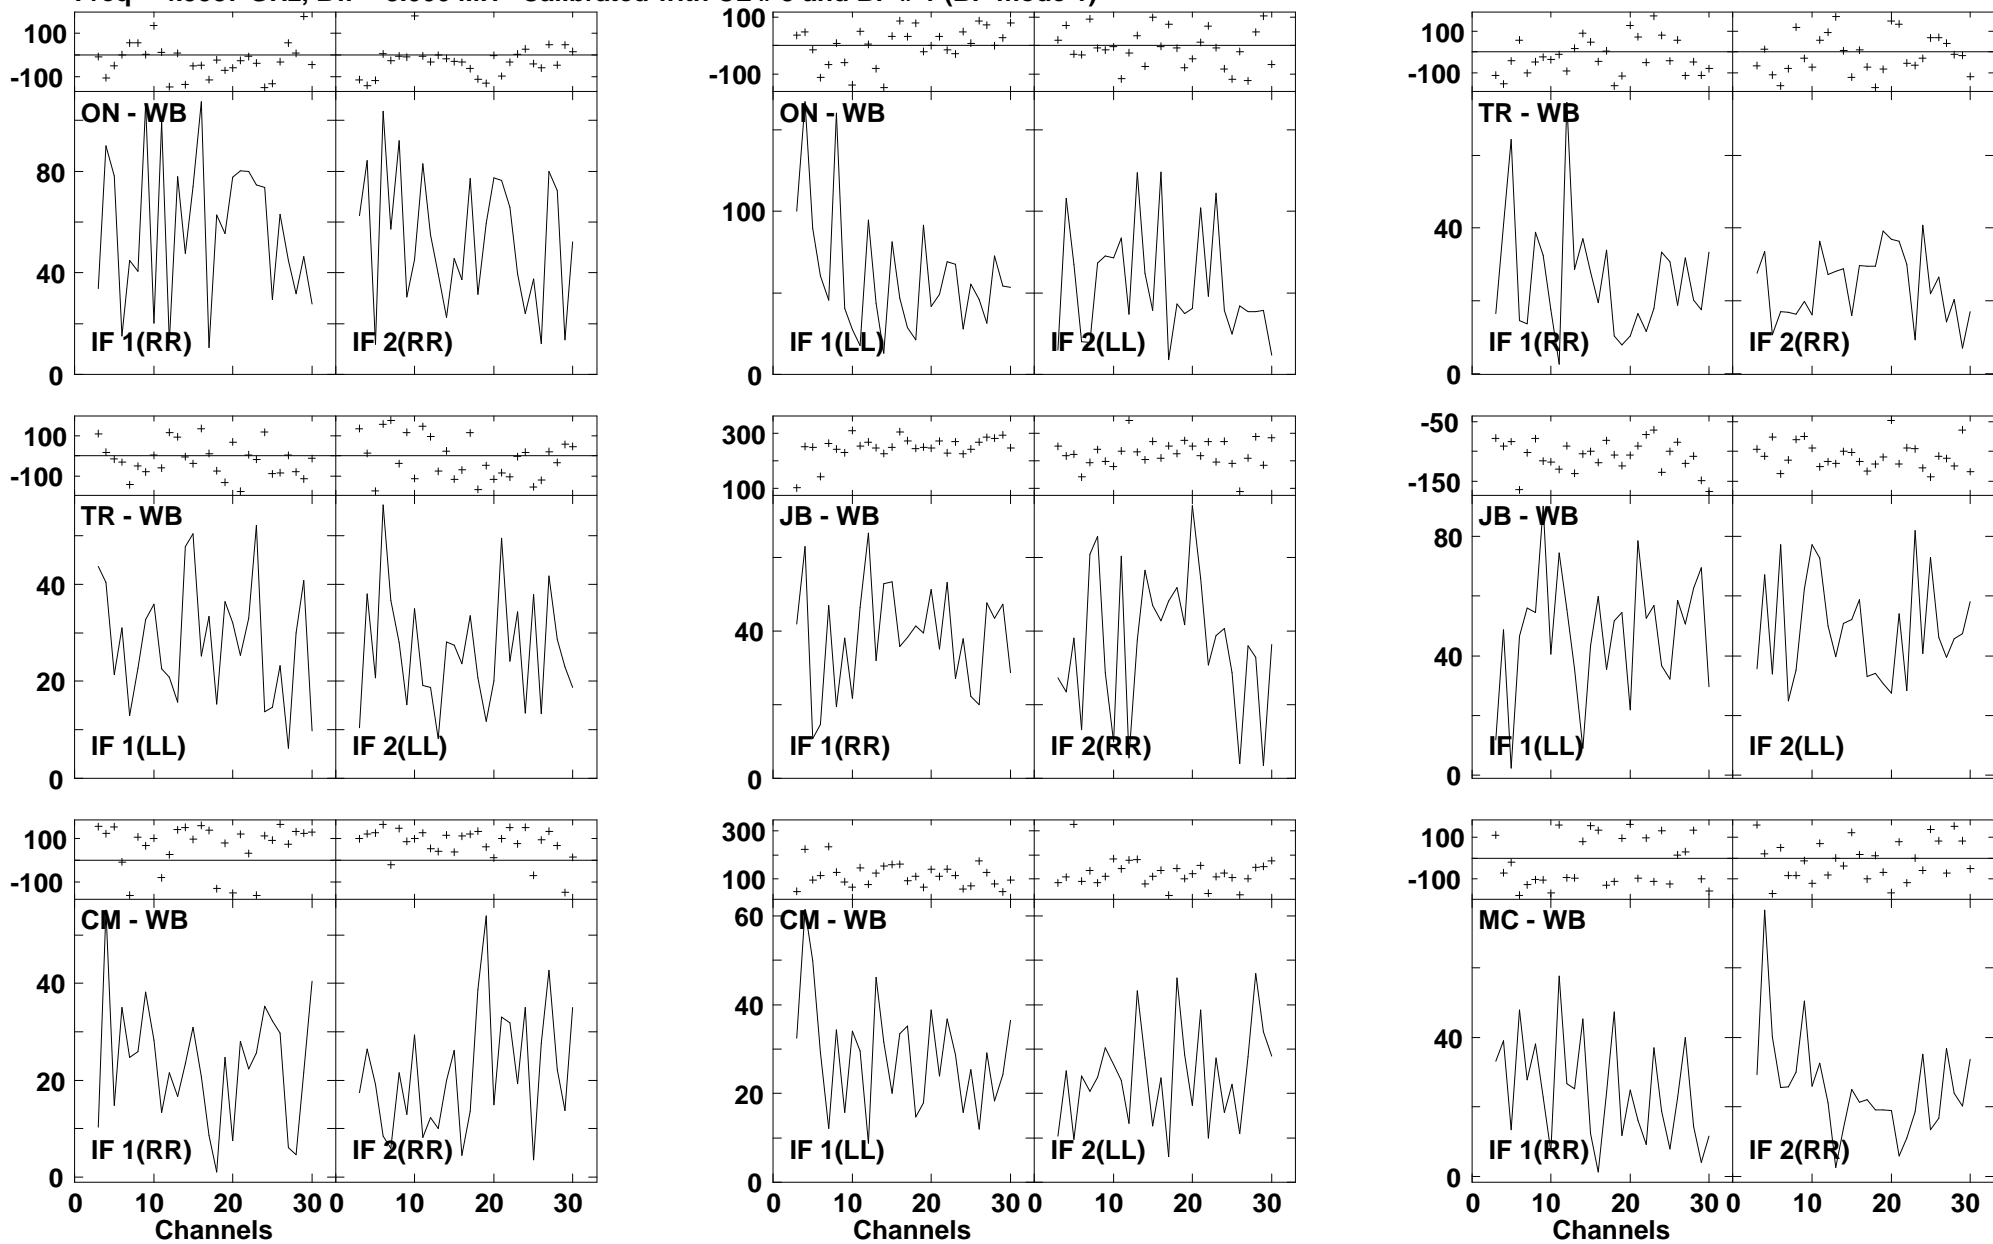 100 100 100
-100 -100 -100
ON - WB ON - WB TR - WB
80 100 40
40
IF 1(RR) IF 2(RR) IF 1(LL) IF 2(LL) IF 1(RR) IF 2(RR)
0 0 0
100 300 -50
-100 100 -150
TR - WB JB - WB JB - WB
40 40 80
20 40
IF 1(LL) IF 2(LL) IF 1(RR) IF 2(RR) IF 1(LL) IF 2(LL)
0 0 0
100 300 100
-100 100 -100
CM - WB CM - WB MC - WB
40 60 40
20 40
20
IF 1(RR) IF 2(RR) IF 1(LL) IF 2(LL) IF 1(RR) IF 2(RR)
0 0 0
0 10 20 30 0 10 20 30 0 10 20 30 0 10 20 30 0 10 20 30 0 10 20 30
Channels Channels Channels